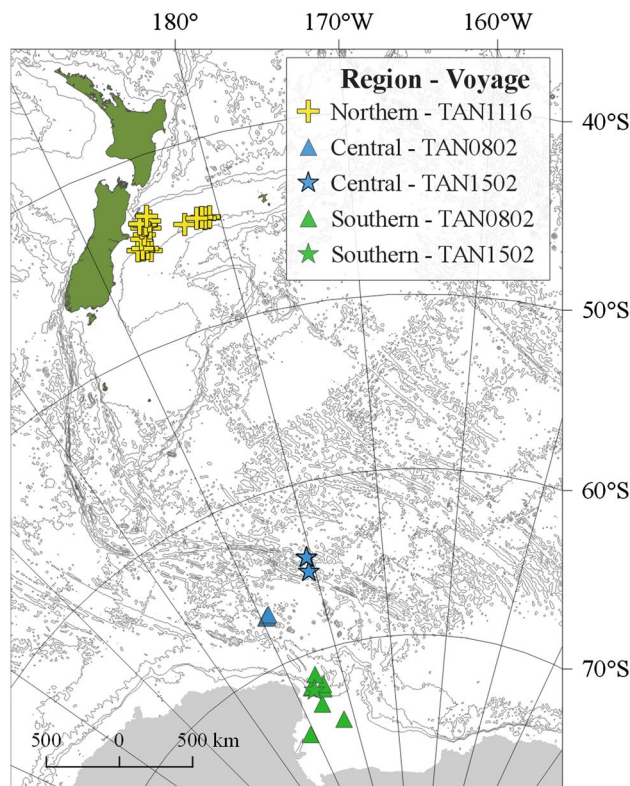 180° 170°W 160°W
Region - Voyage
Northern - TAN1116
Central - TAN0802
Central - TAN1502
Southern - TAN0802
Southern - TAN1502
40°S
50°S
60°S
70°S
500 0 500 km